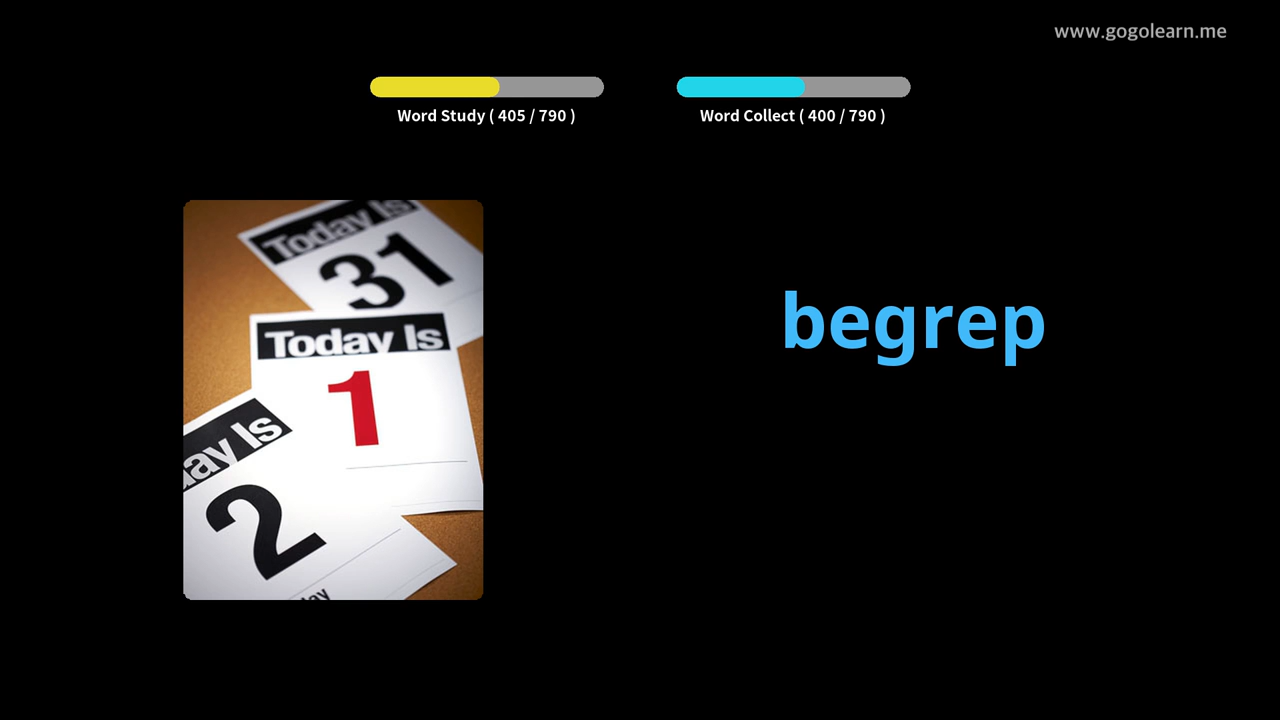 www.gogolearn.me
Word Study ( 405 / 790 )
Word Collect ( 400 / 790 )
Today Is
31
Today Is
1
day Is
2
begrep